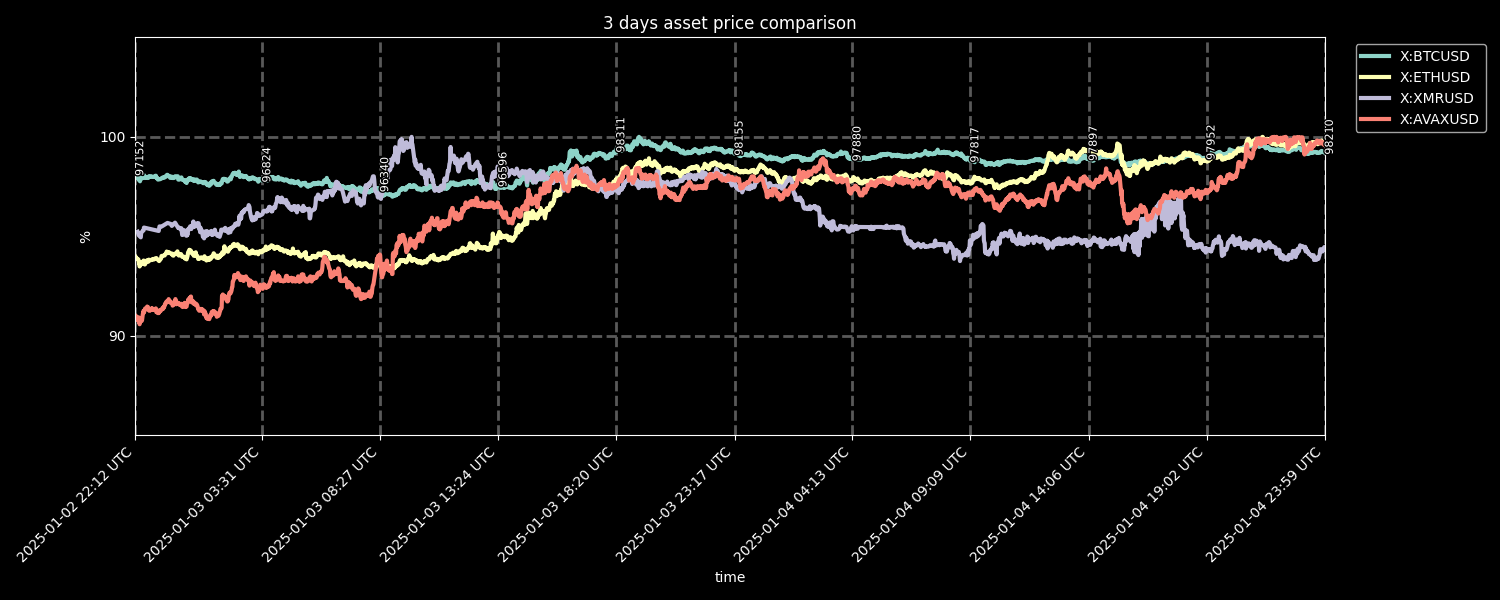 3 days asset price comparison
X:BTCUSD
X:ETHUSD
X:XMRUSD
X:AVAXUSD
100
90
%
97152
96824
96340
96596
98311
98155
97880
97817
97897
97952
98210
2025-01-02 22:12 UTC
2025-01-03 03:31 UTC
2025-01-03 08:27 UTC
2025-01-03 13:24 UTC
2025-01-03 18:20 UTC
2025-01-03 23:17 UTC
2025-01-04 04:13 UTC
2025-01-04 09:09 UTC
2025-01-04 14:06 UTC
2025-01-04 19:02 UTC
2025-01-04 23:59 UTC
time